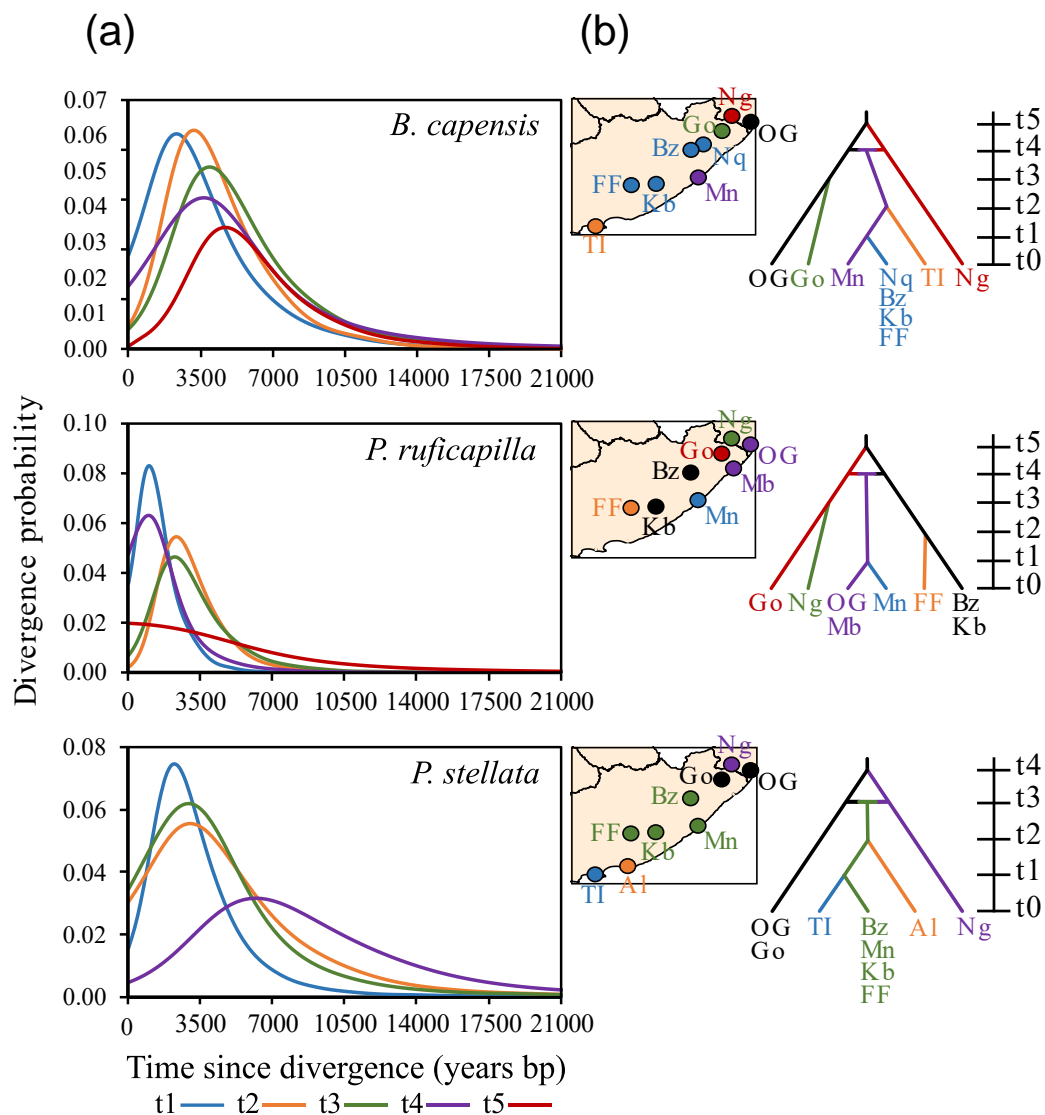 (a) (b)
Divergence probability
B. capensis
0.07
0.06
0.04
0.03
0.02
0.01
0.00
0 3500 7000 10500 14000 17500 21000
Ng
Go OG
Bz Nq
FF Kb Mn
TI
t5
t4
t3
t2
t1
t0
OG Go Mn Nq TI Ng
Bz
Kb
FF
P. ruficapilla
0.10
0.08
0.06
0.04
0.02
0.00
0 3500 7000 10500 14000 17500 21000
Ng
Go OG
Bz Mb
FF Kb Mn
t5
t4
t3
t2
t1
t0
Go Ng OG Mn FF Bz
Mb Kb
P. stellata
0.08
0.06
0.04
0.02
0.00
0 3500 7000 10500 14000 17500 21000
Ng
Go OG
Bz
FF Kb Mn
TI Al
t4
t3
t2
t1
t0
OG TI Bz Al Ng
Go Mn
Kb
FF
Time since divergence (years bp)
t1 t2 t3 t4 t5